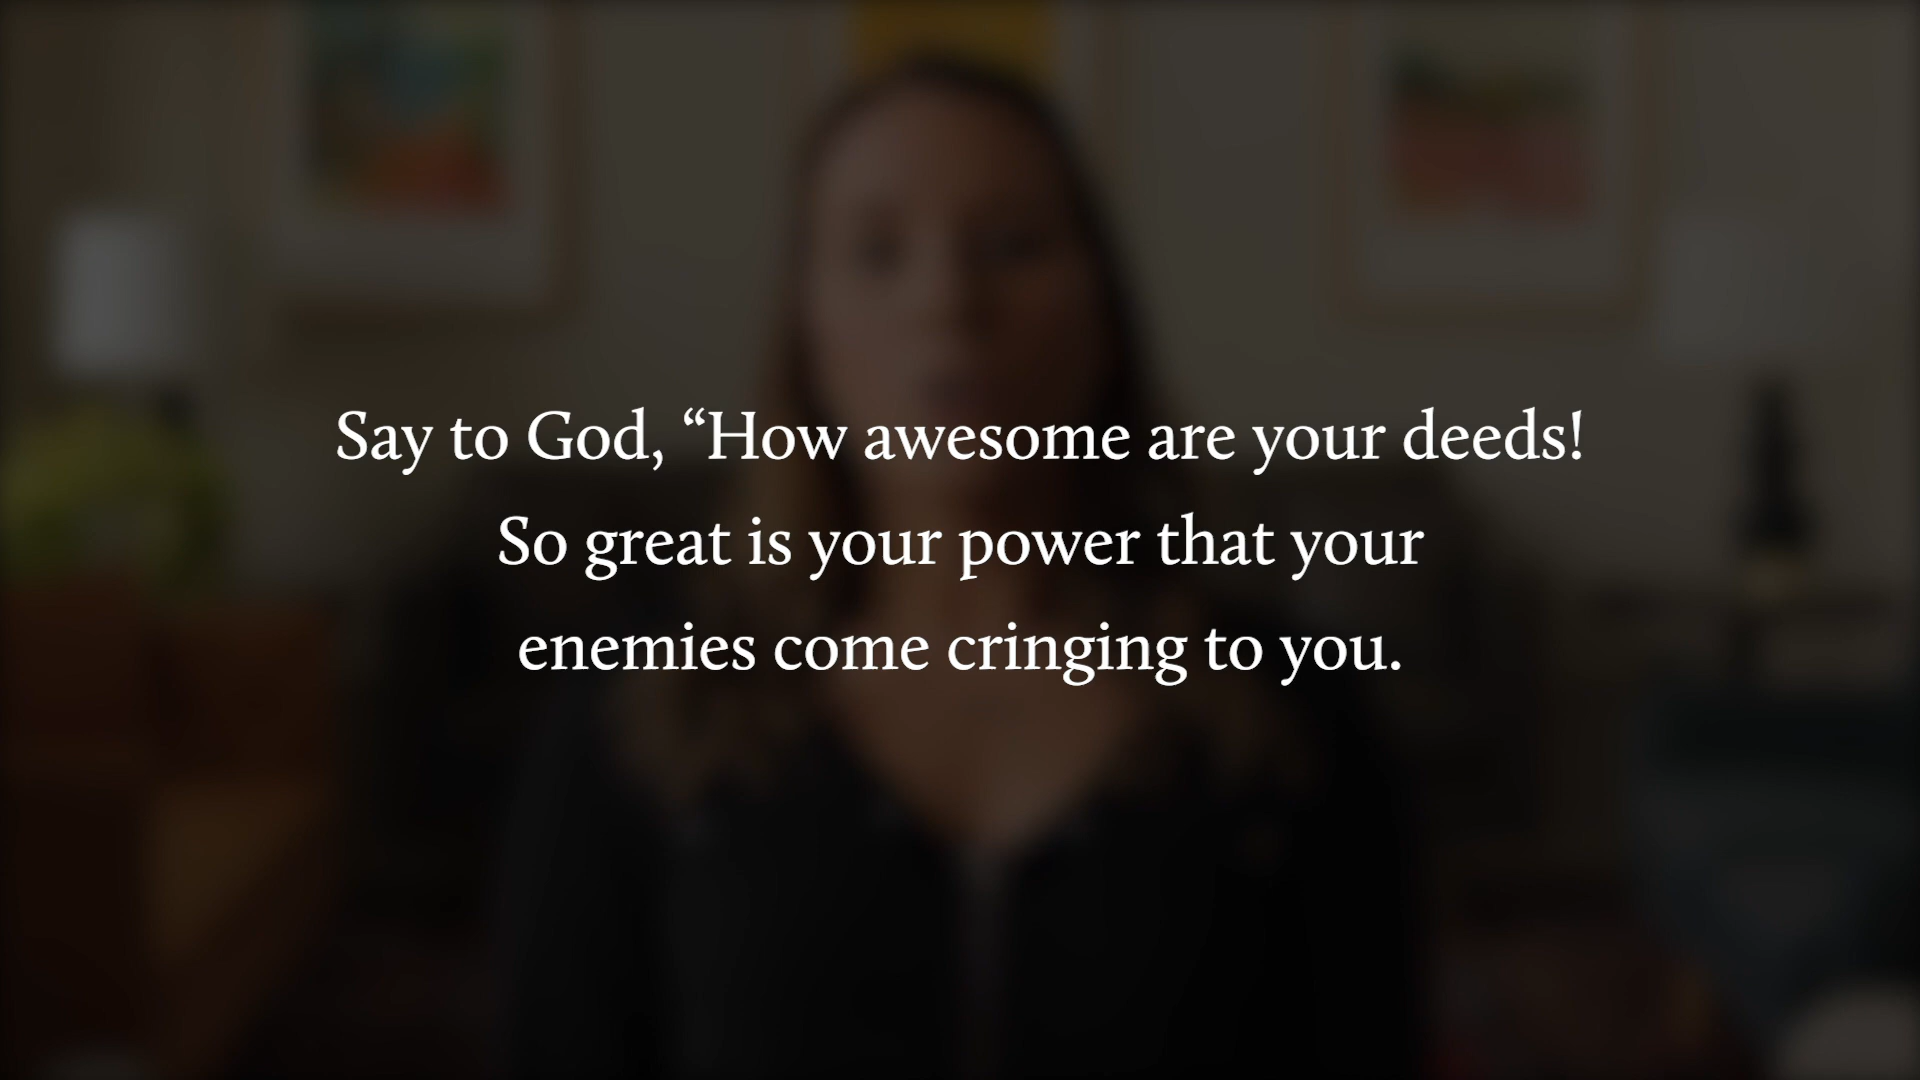 Say to God, “How awesome are your deeds!
So great is your power that your
enemies come cringing to you.